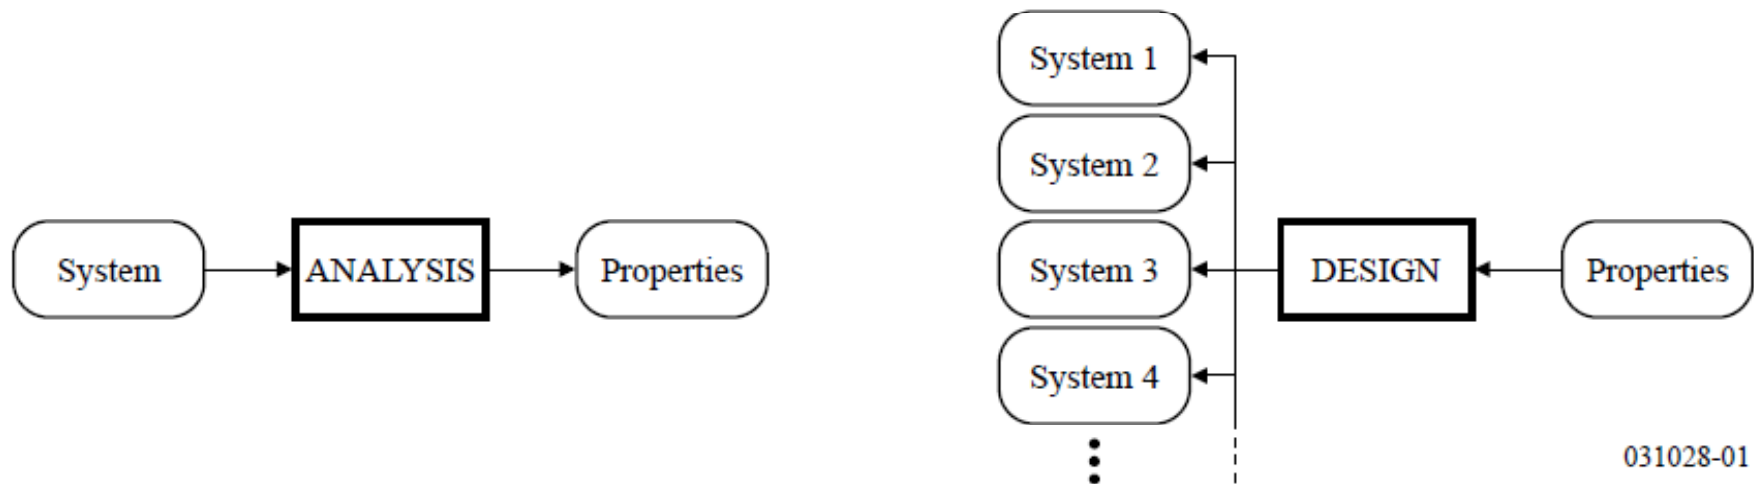 System
ANALYSIS
Properties
System 1
System 2
System 3
System 4
DESIGN
Properties
031028-01